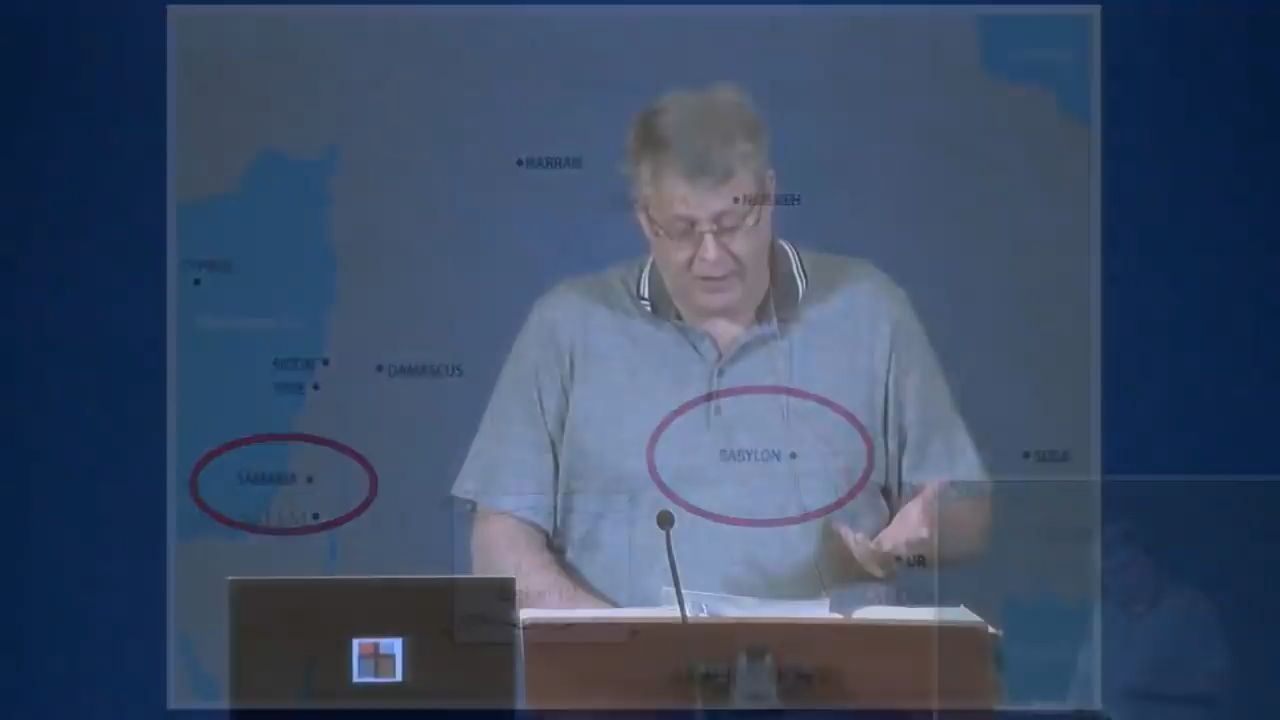 HARRAN
NINEVEH
CYPRUS
SIDON
DAMASCUS
TYRE
BABYLON
SUSA
SAMARIA
UR